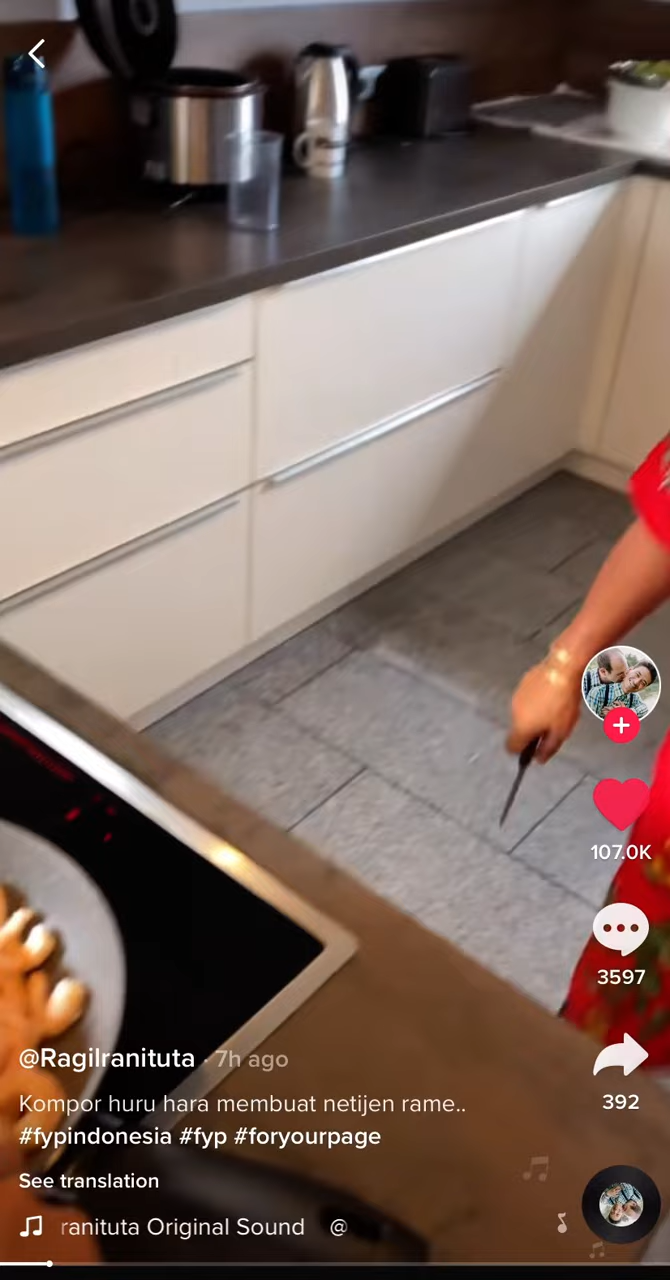 107.0K
3597
392
@Ragilranituta · 7h ago
Kompor huru hara membuat netijen rame..
#fypindonesia #fyp #foryourpage
See translation
ranituta Original Sound @